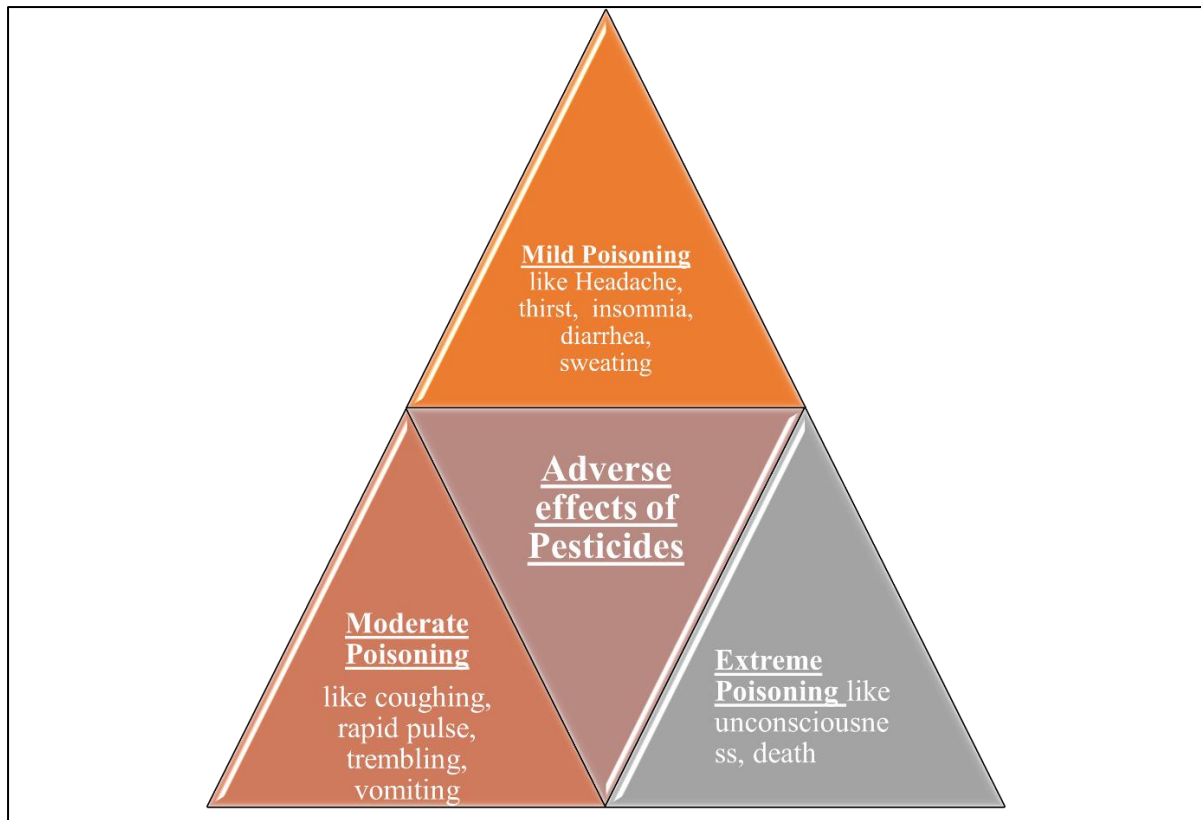 Mild Poisoning
like Headache,
thirst, insomnia,
diarrhea,
sweating
Adverse
effects of
Pesticides
Moderate
Poisoning
like coughing,
rapid pulse,
trembling,
vomiting
Extreme
Poisoning like
unconsciousne
ss, death